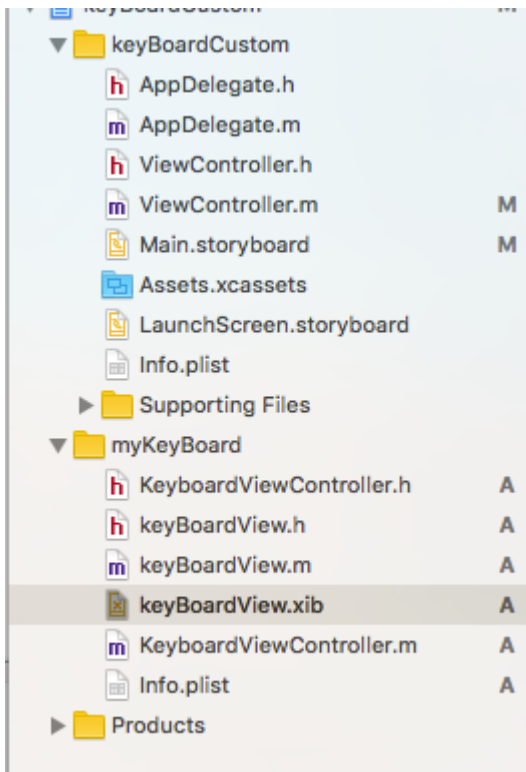 keyBoardCustom M
keyBoardCustom
h AppDelegate.h
m AppDelegate.m
h ViewController.h
m ViewController.m M
Main.storyboard M
Assets.xcassets
LaunchScreen.storyboard
Info.plist
Supporting Files
myKeyBoard
h KeyboardViewController.h A
h keyBoardView.h A
m keyBoardView.m A
keyBoardView.xib A
m KeyboardViewController.m A
Info.plist A
Products